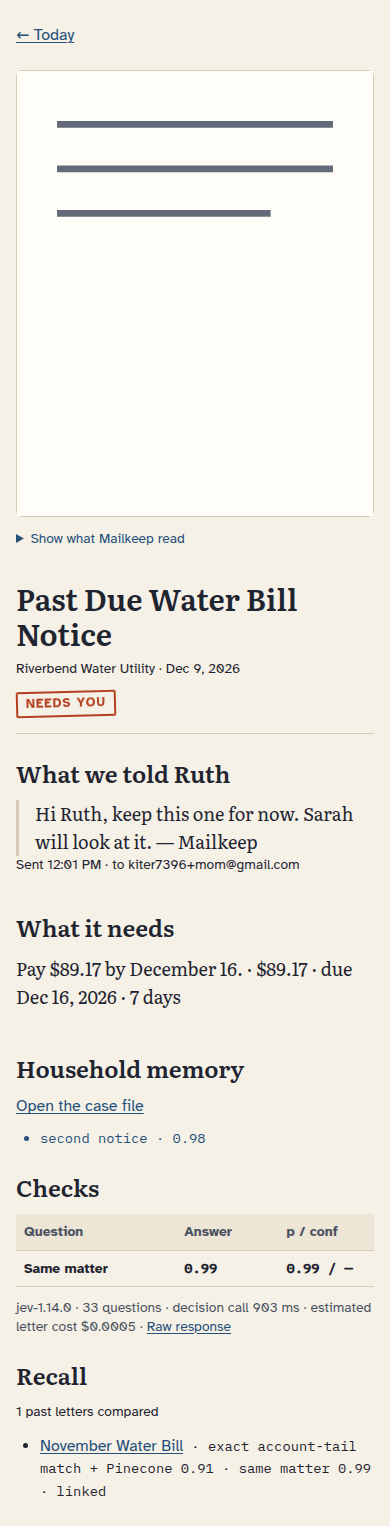 ← Today
▶ Show what Mailkeep read
Past Due Water Bill
Notice
Riverbend Water Utility · Dec 9, 2026
NEEDS YOU
What we told Ruth
Hi Ruth, keep this one for now. Sarah
will look at it. — Mailkeep
Sent 12:01 PM · to kiter7396+mom@gmail.com
What it needs
Pay $89.17 by December 16. · $89.17 · due
Dec 16, 2026 · 7 days
Household memory
Open the case file
• second notice · 0.98
Checks
Question Answer p / conf
Same matter 0.99 0.99 / —
jev-1.14.0 · 33 questions · decision call 903 ms · estimated
letter cost $0.0005 · Raw response
Recall
1 past letters compared
• November Water Bill · exact account-tail
match + Pinecone 0.91 · same matter 0.99
· linked